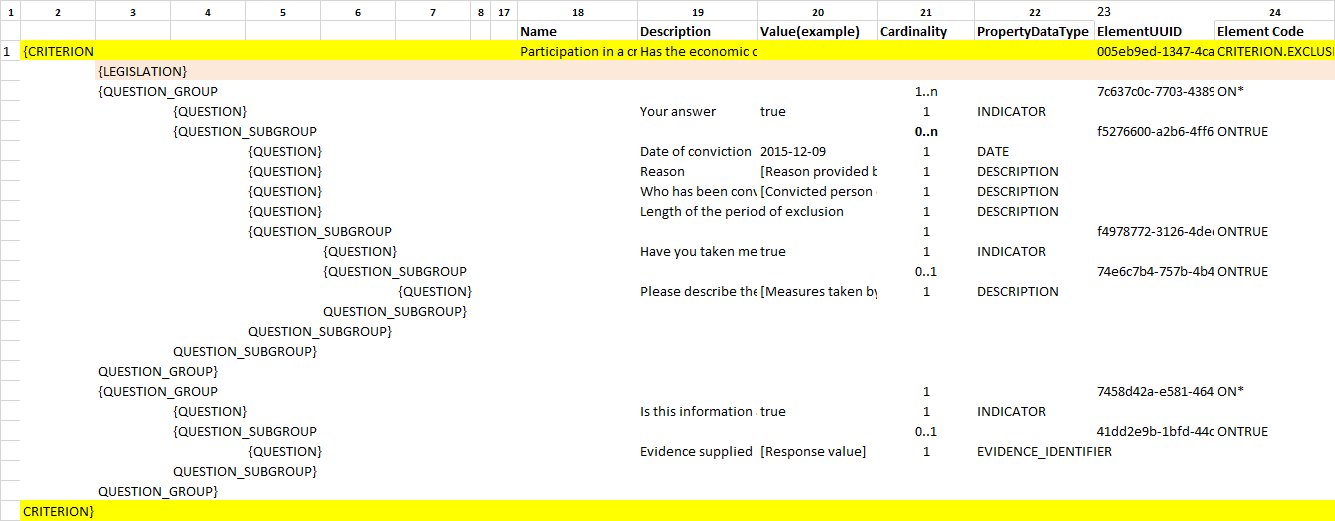 1 2 3 4 5 6 7 8 17 18 19 20 21 22 23 24
Name Description Value(example) Cardinality PropertyDataType ElementUUID Element Code
1 {CRITERION Participation in a cr Has the economic o 005eb9ed-1347-4ca CRITERION.EXCLUSI
{LEGISLATION}
{QUESTION_GROUP 1..n 7c637c0c-7703-4389 ON*
{QUESTION} Your answer true 1 INDICATOR
{QUESTION_SUBGROUP 0..n f5276600-a2b6-4ff6 ONTRUE
{QUESTION} Date of conviction 2015-12-09 1 DATE
{QUESTION} Reason [Reason provided b 1 DESCRIPTION
{QUESTION} Who has been conv [Convicted person 1 DESCRIPTION
{QUESTION} Length of the period of exclusion 1 DESCRIPTION
{QUESTION_SUBGROUP 1 f4978772-3126-4de ONTRUE
{QUESTION} Have you taken me true 1 INDICATOR
{QUESTION_SUBGROUP 0..1 74e6c7b4-757b-4b4 ONTRUE
{QUESTION} Please describe the [Measures taken by 1 DESCRIPTION
QUESTION_SUBGROUP}
QUESTION_SUBGROUP}
QUESTION_SUBGROUP}
QUESTION_GROUP}
{QUESTION_GROUP 1 7458d42a-e581-464 ON*
{QUESTION} Is this information true 1 INDICATOR
{QUESTION_SUBGROUP 0..1 41dd2e9b-1bfd-44c ONTRUE
{QUESTION} Evidence supplied [Response value] 1 EVIDENCE_IDENTIFIER
QUESTION_SUBGROUP}
QUESTION_GROUP}
CRITERION}